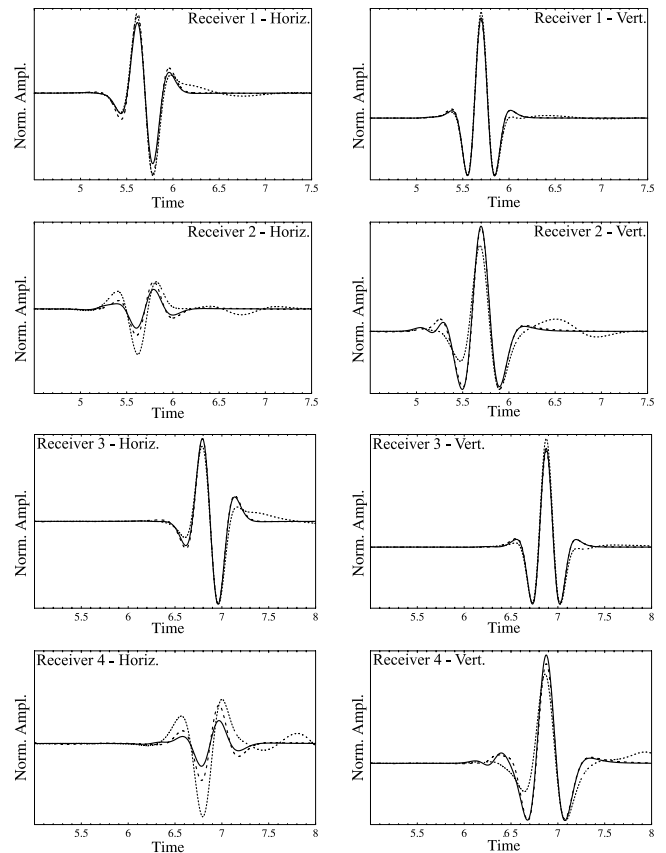 Receiver 1 - Horiz.
Norm. Ampl.
5 5.5 6 6.5 7 7.5
Time
Receiver 1 - Vert.
Norm. Ampl.
5 5.5 6 6.5 7 7.5
Time
Receiver 2 - Horiz.
Norm. Ampl.
5 5.5 6 6.5 7 7.5
Time
Receiver 2 - Vert.
Norm. Ampl.
5 5.5 6 6.5 7 7.5
Time
Receiver 3 - Horiz.
Norm. Ampl.
5.5 6 6.5 7 7.5 8
Time
Receiver 3 - Vert.
Norm. Ampl.
5.5 6 6.5 7 7.5 8
Time
Receiver 4 - Horiz.
Norm. Ampl.
5.5 6 6.5 7 7.5 8
Time
Receiver 4 - Vert.
Norm. Ampl.
5.5 6 6.5 7 7.5 8
Time